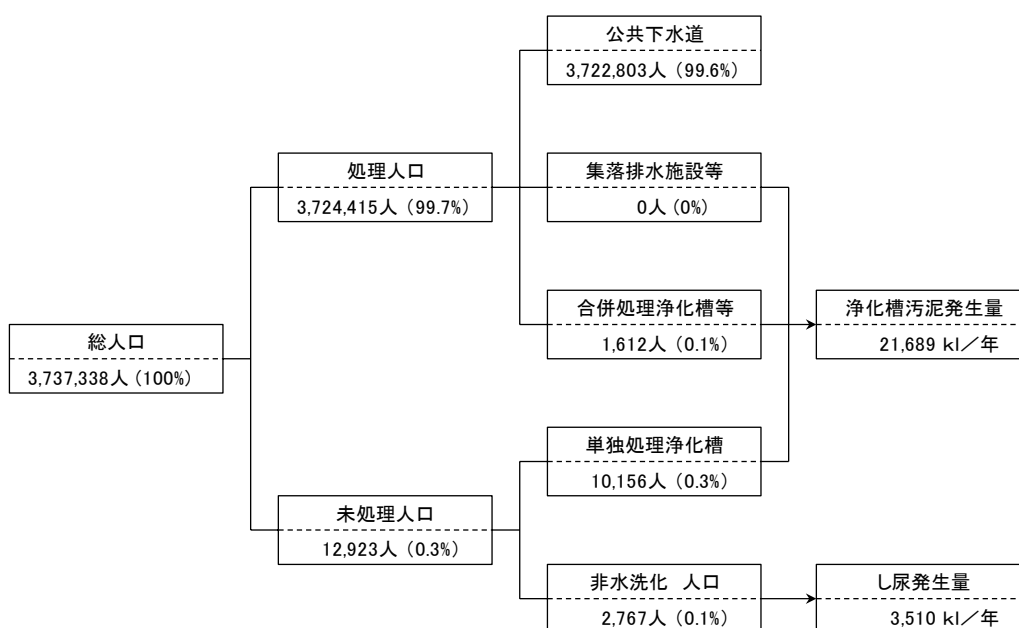 公共下水道
3,722,803人 (99.6%)
処理人口
3,724,415人 (99.7%)
集落排水施設等
0人 (0%)
合併処理浄化槽等
1,612人 (0.1%)
浄化槽汚泥発生量
21,689 kl／年
総人口
3,737,338人 (100%)
単独処理浄化槽
10,156人 (0.3%)
未処理人口
12,923人 (0.3%)
非水洗化　人口
2,767人 (0.1%)
し尿発生量
3,510 kl／年